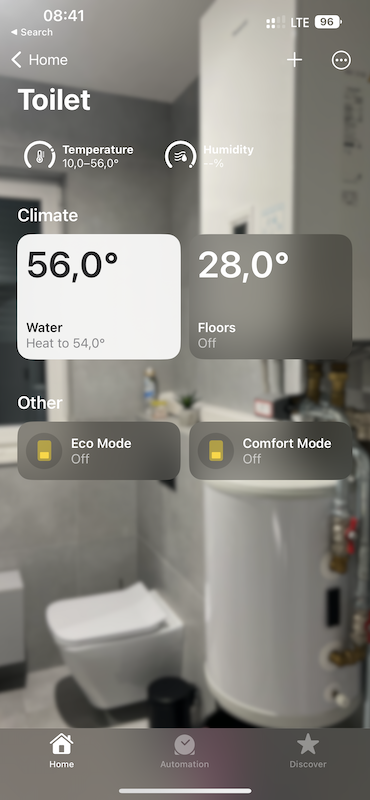 08:41
LTE 96
◀ Search
Home
Toilet
Temperature
10,0–56,0°
Humidity
--%
Climate
56,0°
Water
Heat to 54,0°
28,0°
Floors
Off
Other
Eco Mode
Off
Comfort Mode
Off
Home
Automation
Discover